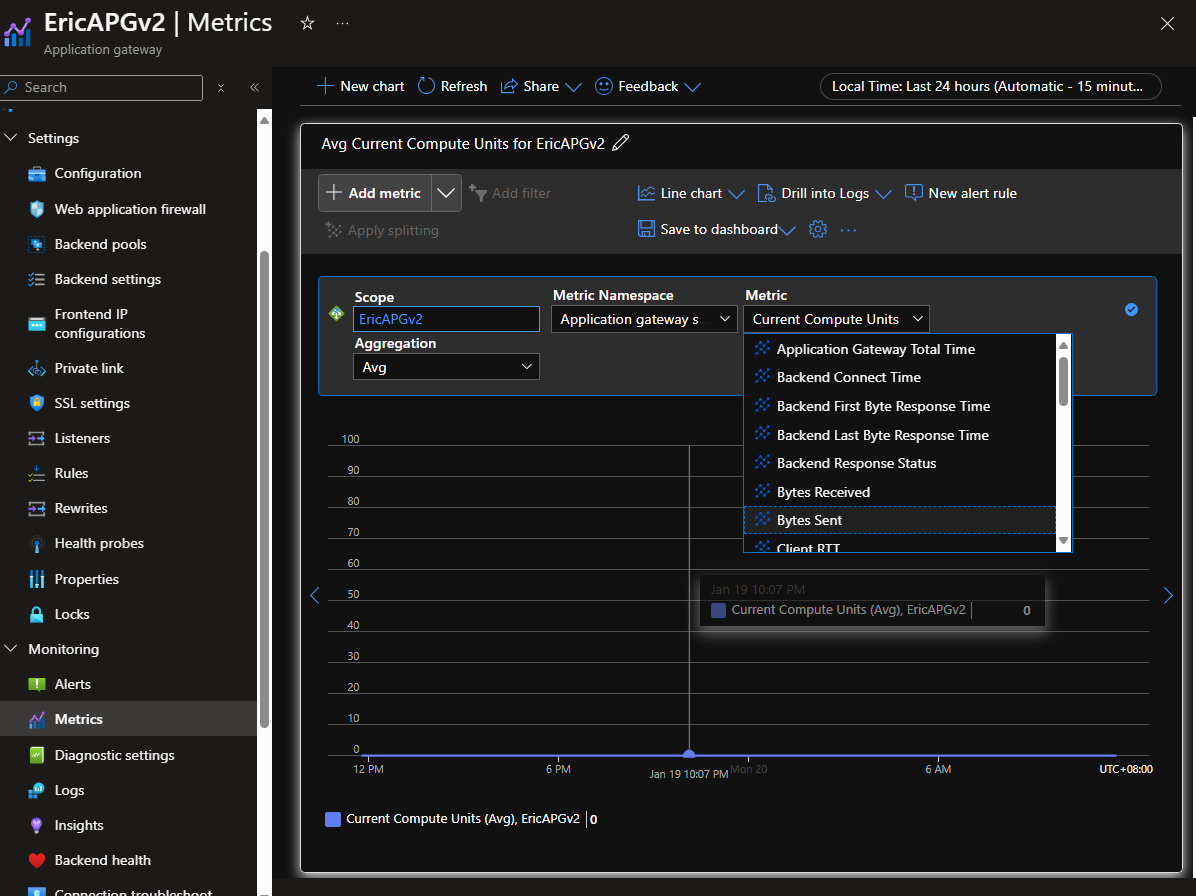 EricAPGv2 | Metrics
Application gateway
Search
Settings
Configuration
Web application firewall
Backend pools
Backend settings
Frontend IP
configurations
Private link
SSL settings
Listeners
Rules
Rewrites
Health probes
Properties
Locks
Monitoring
Alerts
Metrics
Diagnostic settings
Logs
Insights
Backend health
Connection troubleshoot
New chart Refresh Share Feedback
Local Time: Last 24 hours (Automatic - 15 minut...
Avg Current Compute Units for EricAPGv2
Add metric Add filter
Line chart Drill into Logs New alert rule
Apply splitting
Save to dashboard
Scope
EricAPGv2
Metric Namespace
Application gateway s
Metric
Current Compute Units
Aggregation
Avg
Application Gateway Total Time
Backend Connect Time
Backend First Byte Response Time
Backend Last Byte Response Time
Backend Response Status
Bytes Received
Bytes Sent
Client RTT
100
90
80
70
60
50
40
30
20
10
0
Jan 19 10:07 PM
Current Compute Units (Avg), EricAPGv2 | 0
12 PM
6 PM
Jan 19 10:07 PM
Mon 20
6 AM
UTC+08:00
Current Compute Units (Avg), EricAPGv2 | 0